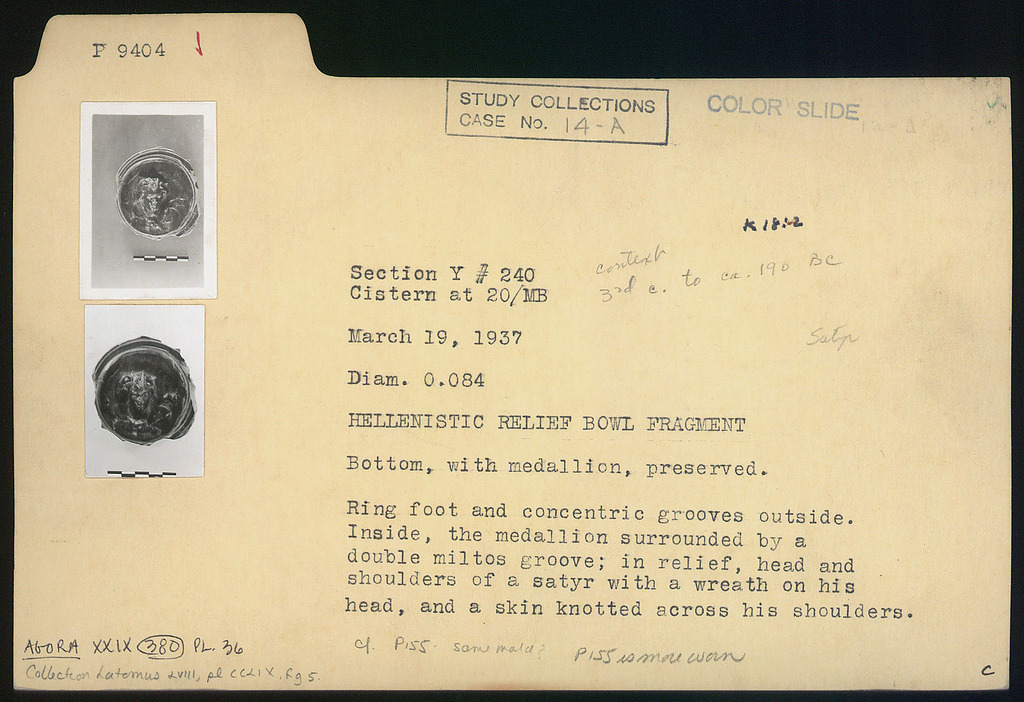 P 9404
STUDY COLLECTIONS
CASE No. 14-A
COLOR SLIDE
K 18:2
Section Y # 240
Cistern at 20/MB
context
3rd c. to ca. 190 BC
March 19, 1937
Satyr
Diam. 0.084
HELLENISTIC RELIEF BOWL FRAGMENT
Bottom, with medallion, preserved.
Ring foot and concentric grooves outside.
Inside, the medallion surrounded by a
double miltos groove; in relief, head and
shoulders of a satyr with a wreath on his
head, and a skin knotted across his shoulders.
cf. P155 - same mold?
P155 is more worn
AGORA XXIX 380 PL. 36
Collection Latomus LVIII, pl CCLIX, fig 5.
C